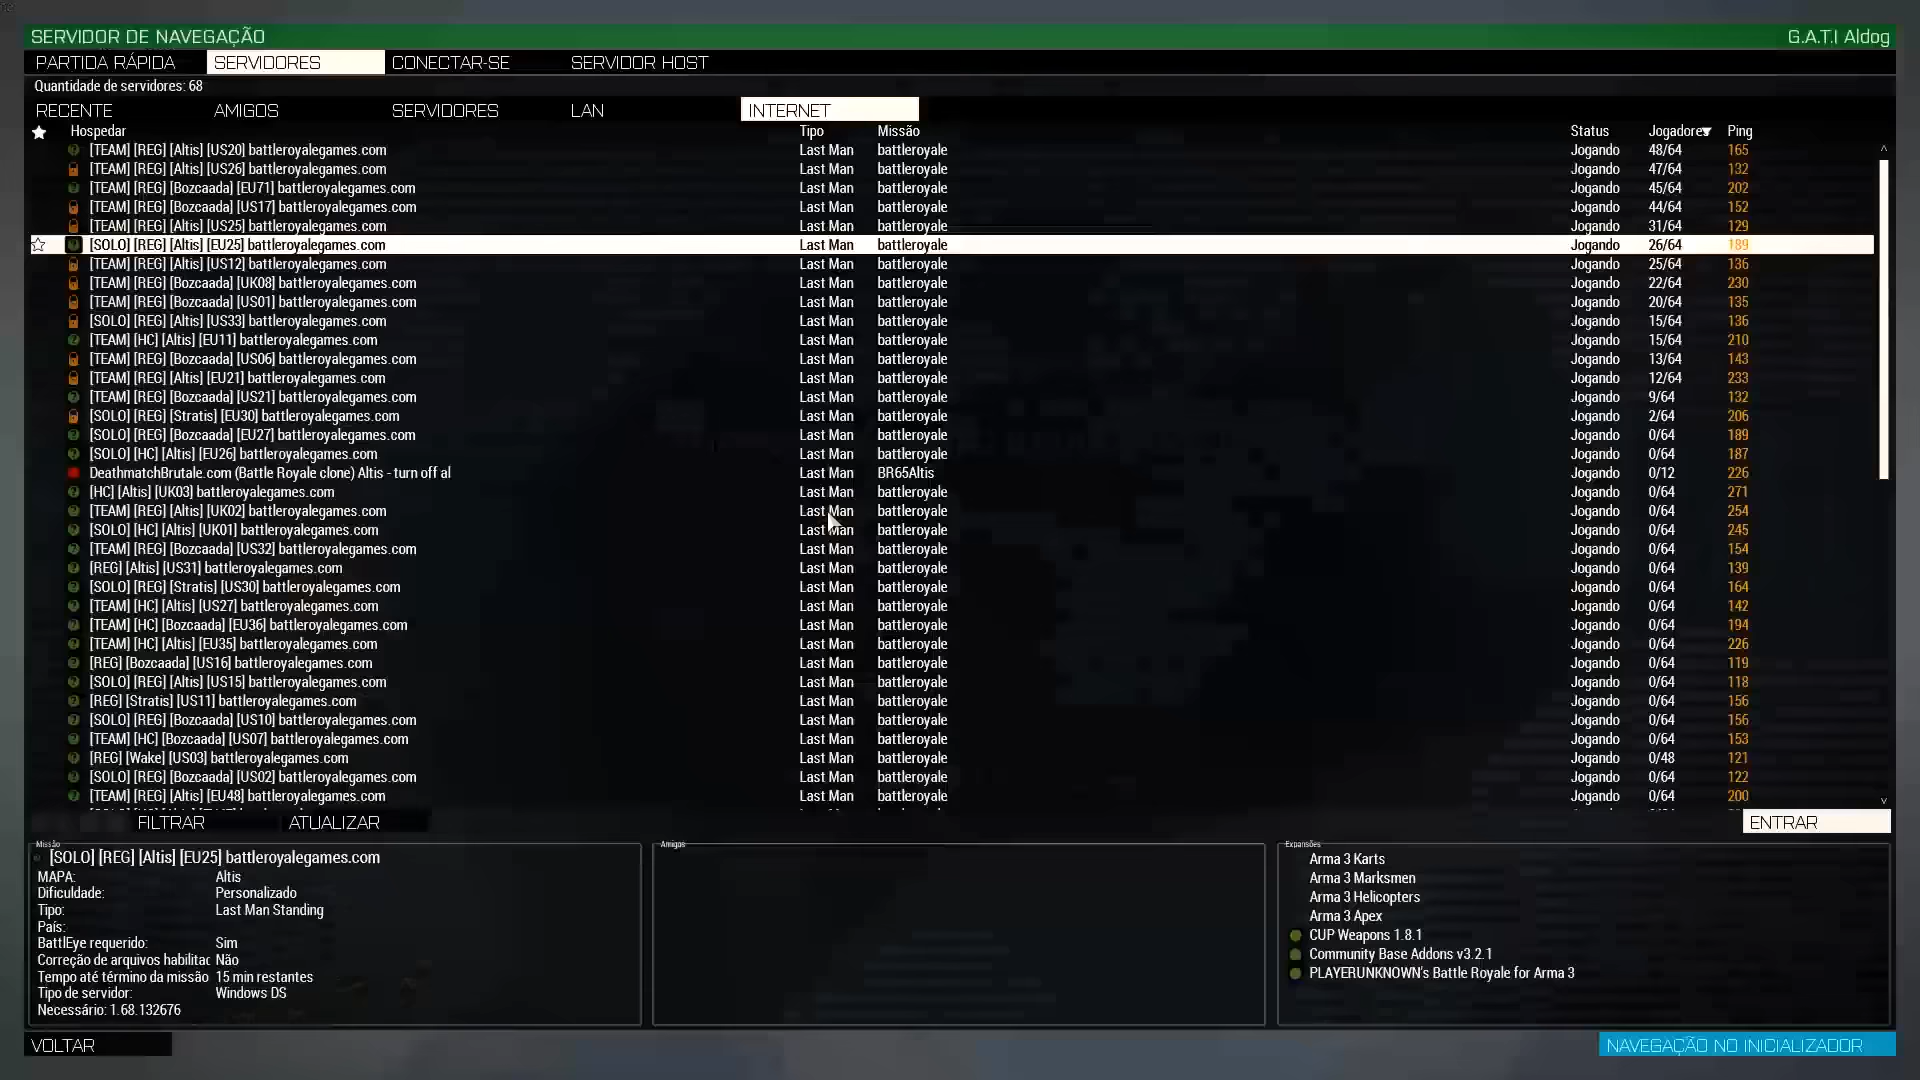 SERVIDOR DE NAVEGAÇÃO G.A.T.I Aldog
PARTIDA RÁPIDA SERVIDORES CONECTAR-SE SERVIDOR HOST
Quantidade de servidores: 68
RECENTE AMIGOS SERVIDORES LAN INTERNET
Hospedar Tipo Missão Status Jogadores Ping
[TEAM] [REG] [Altis] [US20] battleroyalegames.com Last Man battleroyale Jogando 48/64 165
[TEAM] [REG] [Altis] [US26] battleroyalegames.com Last Man battleroyale Jogando 47/64 132
[TEAM] [REG] [Bozcaada] [EU71] battleroyalegames.com Last Man battleroyale Jogando 45/64 202
[TEAM] [REG] [Bozcaada] [US17] battleroyalegames.com Last Man battleroyale Jogando 44/64 152
[TEAM] [REG] [Altis] [US25] battleroyalegames.com Last Man battleroyale Jogando 31/64 129
[SOLO] [REG] [Altis] [EU25] battleroyalegames.com Last Man battleroyale Jogando 26/64 189
[TEAM] [REG] [Altis] [US12] battleroyalegames.com Last Man battleroyale Jogando 25/64 136
[TEAM] [REG] [Bozcaada] [UK08] battleroyalegames.com Last Man battleroyale Jogando 22/64 230
[TEAM] [REG] [Bozcaada] [US01] battleroyalegames.com Last Man battleroyale Jogando 20/64 135
[SOLO] [REG] [Altis] [US33] battleroyalegames.com Last Man battleroyale Jogando 15/64 136
[TEAM] [HC] [Altis] [EU11] battleroyalegames.com Last Man battleroyale Jogando 15/64 210
[TEAM] [REG] [Bozcaada] [US06] battleroyalegames.com Last Man battleroyale Jogando 13/64 143
[TEAM] [REG] [Altis] [EU21] battleroyalegames.com Last Man battleroyale Jogando 12/64 233
[TEAM] [REG] [Bozcaada] [US21] battleroyalegames.com Last Man battleroyale Jogando 9/64 132
[SOLO] [REG] [Stratis] [EU30] battleroyalegames.com Last Man battleroyale Jogando 2/64 206
[SOLO] [REG] [Bozcaada] [EU27] battleroyalegames.com Last Man battleroyale Jogando 0/64 189
[SOLO] [HC] [Altis] [EU26] battleroyalegames.com Last Man battleroyale Jogando 0/64 187
DeathmatchBrutale.com (Battle Royale clone) Altis - turn off al Last Man BR65Altis Jogando 0/12 226
[HC] [Altis] [UK03] battleroyalegames.com Last Man battleroyale Jogando 0/64 271
[TEAM] [REG] [Altis] [UK02] battleroyalegames.com Last Man battleroyale Jogando 0/64 254
[SOLO] [HC] [Altis] [UK01] battleroyalegames.com Last Man battleroyale Jogando 0/64 245
[TEAM] [REG] [Bozcaada] [US32] battleroyalegames.com Last Man battleroyale Jogando 0/64 154
[REG] [Altis] [US31] battleroyalegames.com Last Man battleroyale Jogando 0/64 139
[SOLO] [REG] [Stratis] [US30] battleroyalegames.com Last Man battleroyale Jogando 0/64 164
[TEAM] [HC] [Altis] [US27] battleroyalegames.com Last Man battleroyale Jogando 0/64 142
[TEAM] [HC] [Bozcaada] [EU36] battleroyalegames.com Last Man battleroyale Jogando 0/64 194
[TEAM] [HC] [Altis] [EU35] battleroyalegames.com Last Man battleroyale Jogando 0/64 226
[REG] [Bozcaada] [US16] battleroyalegames.com Last Man battleroyale Jogando 0/64 119
[SOLO] [REG] [Altis] [US15] battleroyalegames.com Last Man battleroyale Jogando 0/64 118
[REG] [Stratis] [US11] battleroyalegames.com Last Man battleroyale Jogando 0/64 156
[SOLO] [REG] [Bozcaada] [US10] battleroyalegames.com Last Man battleroyale Jogando 0/64 156
[TEAM] [HC] [Bozcaada] [US07] battleroyalegames.com Last Man battleroyale Jogando 0/64 153
[REG] [Wake] [US03] battleroyalegames.com Last Man battleroyale Jogando 0/48 121
[SOLO] [REG] [Bozcaada] [US02] battleroyalegames.com Last Man battleroyale Jogando 0/64 122
[TEAM] [REG] [Altis] [EU48] battleroyalegames.com Last Man battleroyale Jogando 0/64 200
FILTRAR ATUALIZAR ENTRAR
Missão Amigos Expansões
[SOLO] [REG] [Altis] [EU25] battleroyalegames.com
MAPA: Altis
Dificuldade: Personalizado
Tipo: Last Man Standing
País:
BattlEye requerido: Sim
Correção de arquivos habilitac Não
Tempo até término da missão 15 min restantes
Tipo de servidor: Windows DS
Necessário: 1.68.132676
Arma 3 Karts
Arma 3 Marksmen
Arma 3 Helicopters
Arma 3 Apex
CUP Weapons 1.8.1
Community Base Addons v3.2.1
PLAYERUNKNOWN's Battle Royale for Arma 3
VOLTAR NAVEGAÇÃO NO INICIALIZADOR